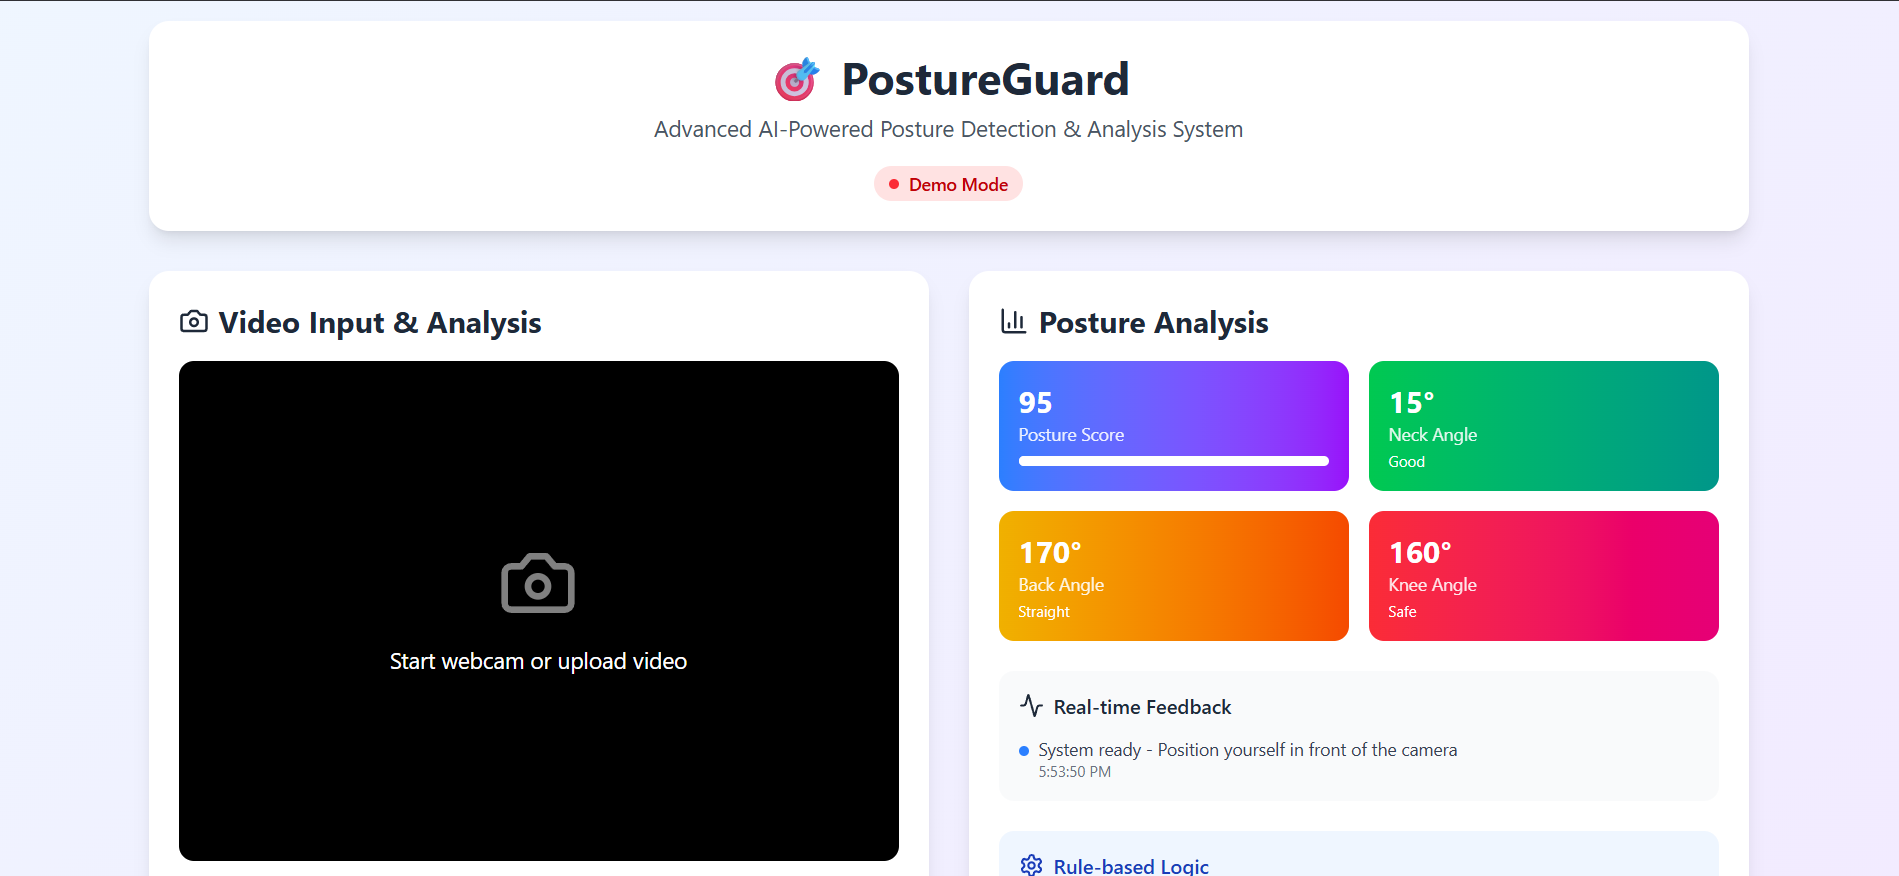 PostureGuard
Advanced AI-Powered Posture Detection & Analysis System
Demo Mode
Video Input & Analysis
Start webcam or upload video
Posture Analysis
95
Posture Score
15°
Neck Angle
Good
170°
Back Angle
Straight
160°
Knee Angle
Safe
Real-time Feedback
System ready - Position yourself in front of the camera
5:53:50 PM
Rule-based Logic